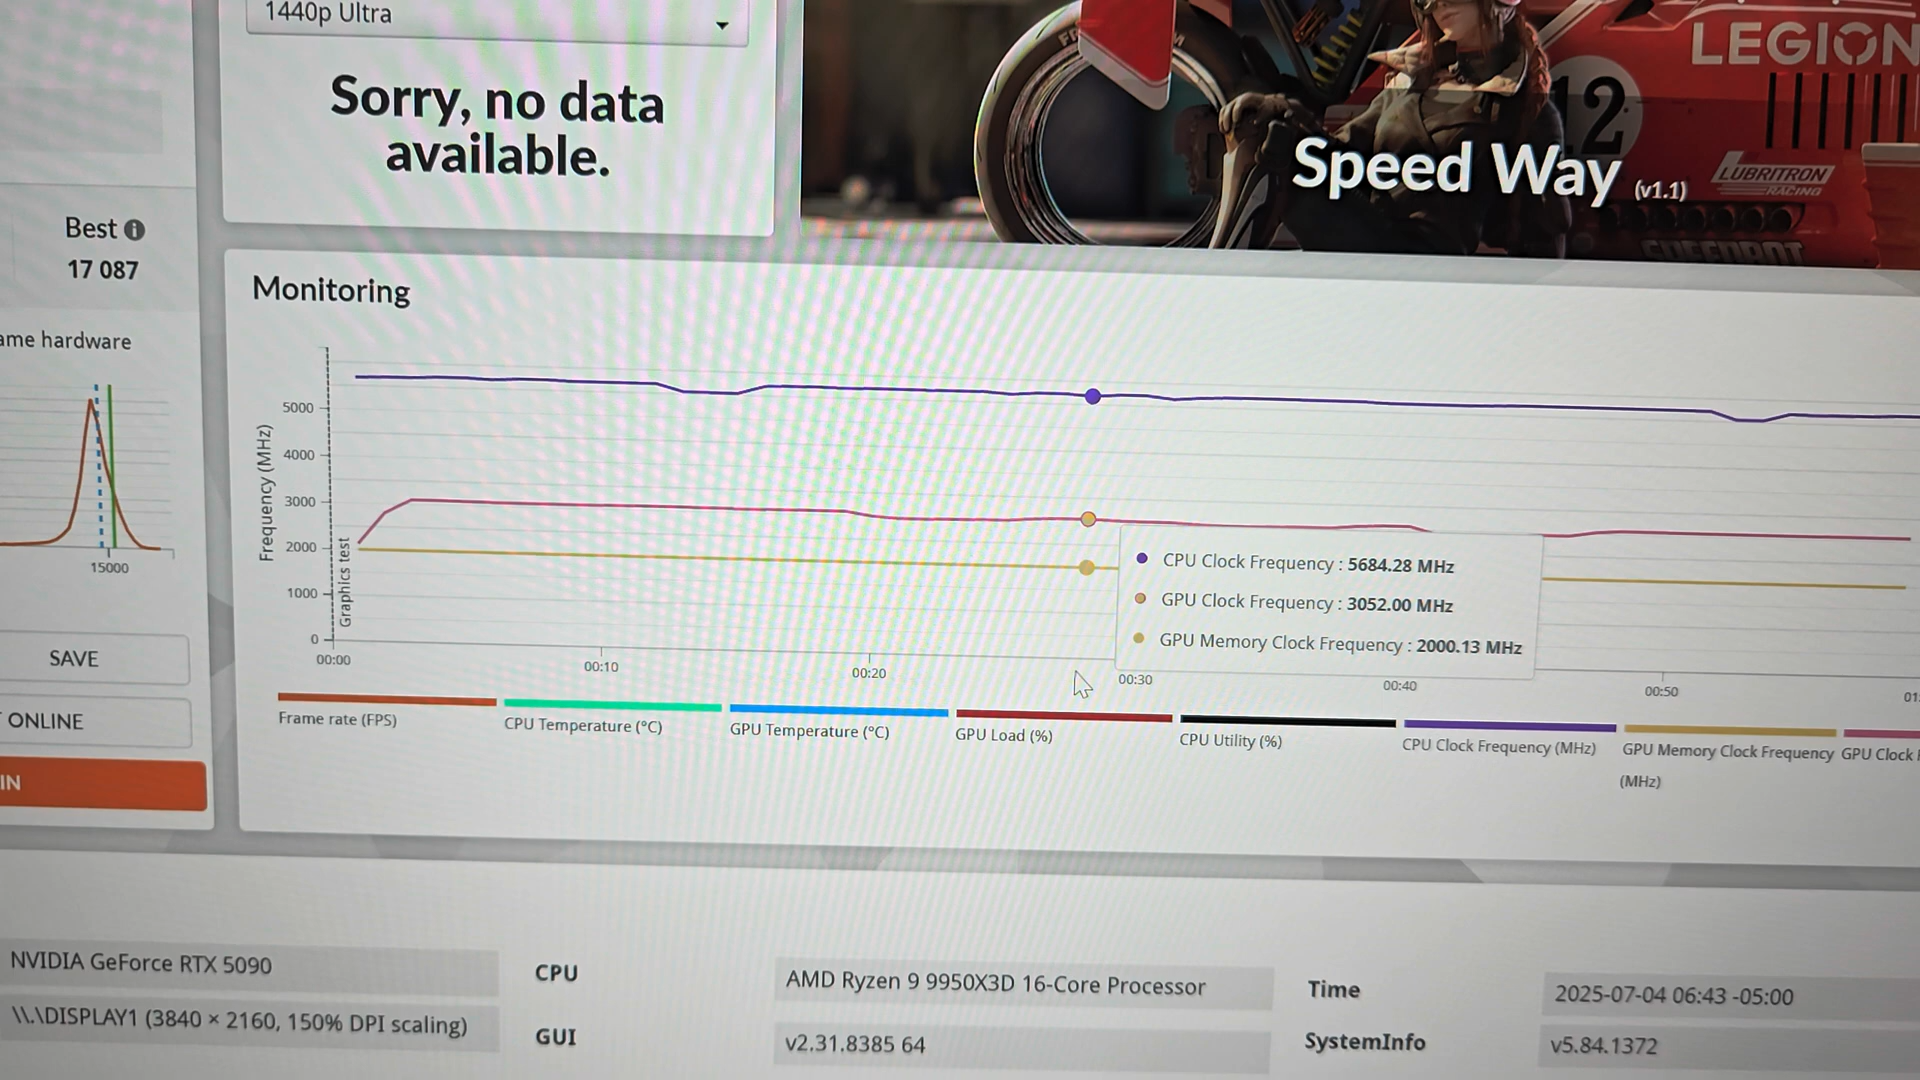 1440p Ultra
Sorry, no data
available.
LEGION
12
LUBRITRON
RACING
Speed Way (v1.1)
Best
17 087
ame hardware
15000
SAVE
ONLINE
IN
Monitoring
Frequency (MHz)
5000
4000
3000
2000
1000
0
Graphics test
CPU Clock Frequency : 5684.28 MHz
GPU Clock Frequency : 3052.00 MHz
GPU Memory Clock Frequency : 2000.13 MHz
00:00
00:10
00:20
00:30
00:40
00:50
01:
Frame rate (FPS)
CPU Temperature (°C)
GPU Temperature (°C)
GPU Load (%)
CPU Utility (%)
CPU Clock Frequency (MHz)
GPU Memory Clock Frequency
(MHz)
GPU Clock
NVIDIA GeForce RTX 5090
CPU
AMD Ryzen 9 9950X3D 16-Core Processor
Time
2025-07-04 06:43 -05:00
\\.\DISPLAY1 (3840 × 2160, 150% DPI scaling)
GUI
v2.31.8385 64
SystemInfo
v5.84.1372